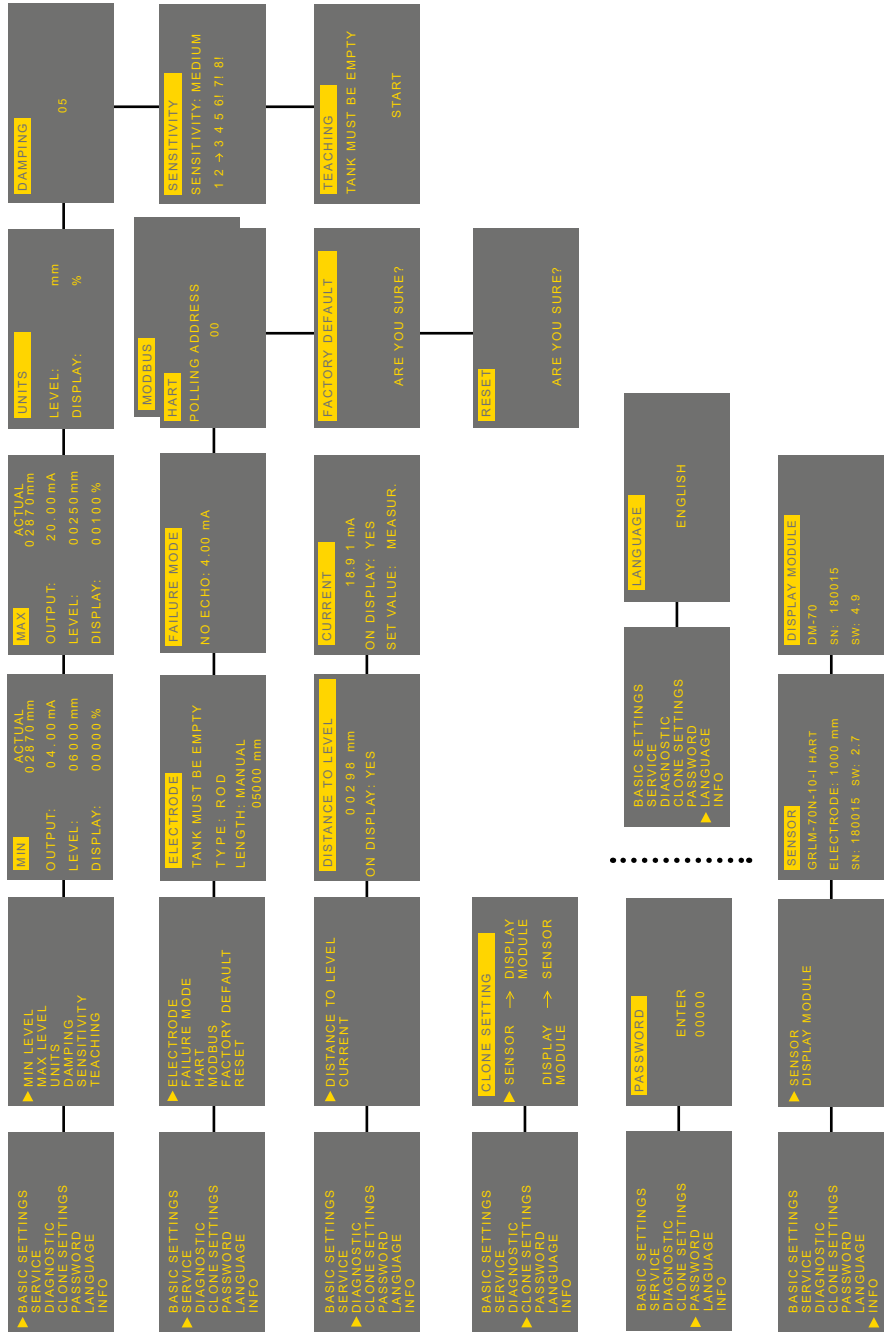 BASIC SETTINGS
SERVICE
DIAGNOSTIC
CLONE SETTINGS
PASSWORD
LANGUAGE
INFO
MIN LEVEL
MAX LEVEL
UNITS
DAMPING
SENSITIVITY
TEACHING
MIN
ACTUAL
02870mm
OUTPUT: 04.00mA
LEVEL: 06000mm
DISPLAY: 00000%
MAX
ACTUAL
02870mm
OUTPUT: 20.00mA
LEVEL: 00250mm
DISPLAY: 00100%
UNITS
LEVEL: mm
DISPLAY: %
DAMPING
05
SENSITIVITY
SENSITIVITY: MEDIUM
1 2 → 3 4 5 6! 7! 8!
TEACHING
TANK MUST BE EMPTY
START
BASIC SETTINGS
SERVICE
DIAGNOSTIC
CLONE SETTINGS
PASSWORD
LANGUAGE
INFO
ELECTRODE
FAILURE MODE
HART
MODBUS
FACTORY DEFAULT
RESET
ELECTRODE
TANK MUST BE EMPTY
TYPE: ROD
LENGTH: MANUAL
05000 mm
FAILURE MODE
NO ECHO: 4.00 mA
MODBUS
HART
POLLING ADDRESS
00
FACTORY DEFAULT
ARE YOU SURE?
RESET
ARE YOU SURE?
BASIC SETTINGS
SERVICE
DIAGNOSTIC
CLONE SETTINGS
PASSWORD
LANGUAGE
INFO
DISTANCE TO LEVEL
CURRENT
DISTANCE TO LEVEL
00298 mm
ON DISPLAY: YES
CURRENT
18.91 mA
ON DISPLAY: YES
SET VALUE: MEASUR.
BASIC SETTINGS
SERVICE
DIAGNOSTIC
CLONE SETTINGS
PASSWORD
LANGUAGE
INFO
CLONE SETTING
SENSOR → DISPLAY
MODULE
DISPLAY → SENSOR
MODULE
BASIC SETTINGS
SERVICE
DIAGNOSTIC
CLONE SETTINGS
PASSWORD
LANGUAGE
INFO
PASSWORD
ENTER
00000
BASIC SETTINGS
SERVICE
DIAGNOSTIC
CLONE SETTINGS
PASSWORD
LANGUAGE
INFO
LANGUAGE
ENGLISH
BASIC SETTINGS
SERVICE
DIAGNOSTIC
CLONE SETTINGS
PASSWORD
LANGUAGE
INFO
SENSOR
DISPLAY MODULE
SENSOR
GRLM-70N-10-I HART
ELECTRODE: 1000 mm
SN: 180015 SW: 2.7
DISPLAY MODULE
DM-70
SN: 180015
SW: 4.9